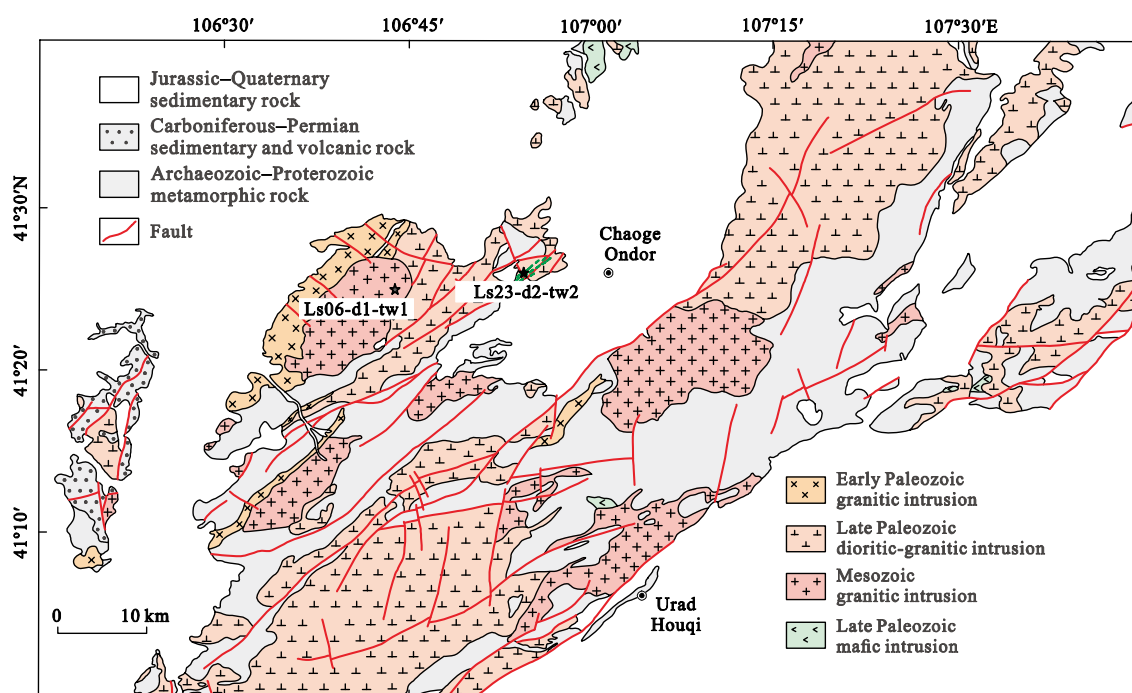 106°30′
106°45′
107°00′
107°15′
107°30′E
41°30′N
41°20′
41°10′
Jurassic–Quaternary
sedimentary rock
Carboniferous–Permian
sedimentary and volcanic rock
Archaeozoic–Proterozoic
metamorphic rock
Fault
Chaoge
Ondor
Ls23-d2-tw2
Ls06-d1-tw1
Early Paleozoic
granitic intrusion
Late Paleozoic
dioritic-granitic intrusion
Mesozoic
granitic intrusion
Late Paleozoic
mafic intrusion
Urad
Houqi
0 10 km